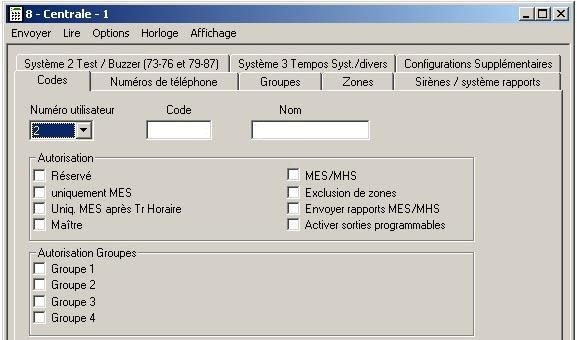 8 - Centrale - 1
Envoyer Lire Options Horloge Affichage
Système 2 Test / Buzzer (73-76 et 79-87) Système 3 Tempos Syst./divers Configurations Supplémentaires
Codes Numéros de téléphone Groupes Zones Sirènes / système rapports
Numéro utilisateur Code Nom
2
Autorisation
Réservé MES/MHS
uniquement MES Exclusion de zones
Uniq. MES après Tr Horaire Envoyer rapports MES/MHS
Maître Activer sorties programmables
Autorisation Groupes
Groupe 1
Groupe 2
Groupe 3
Groupe 4